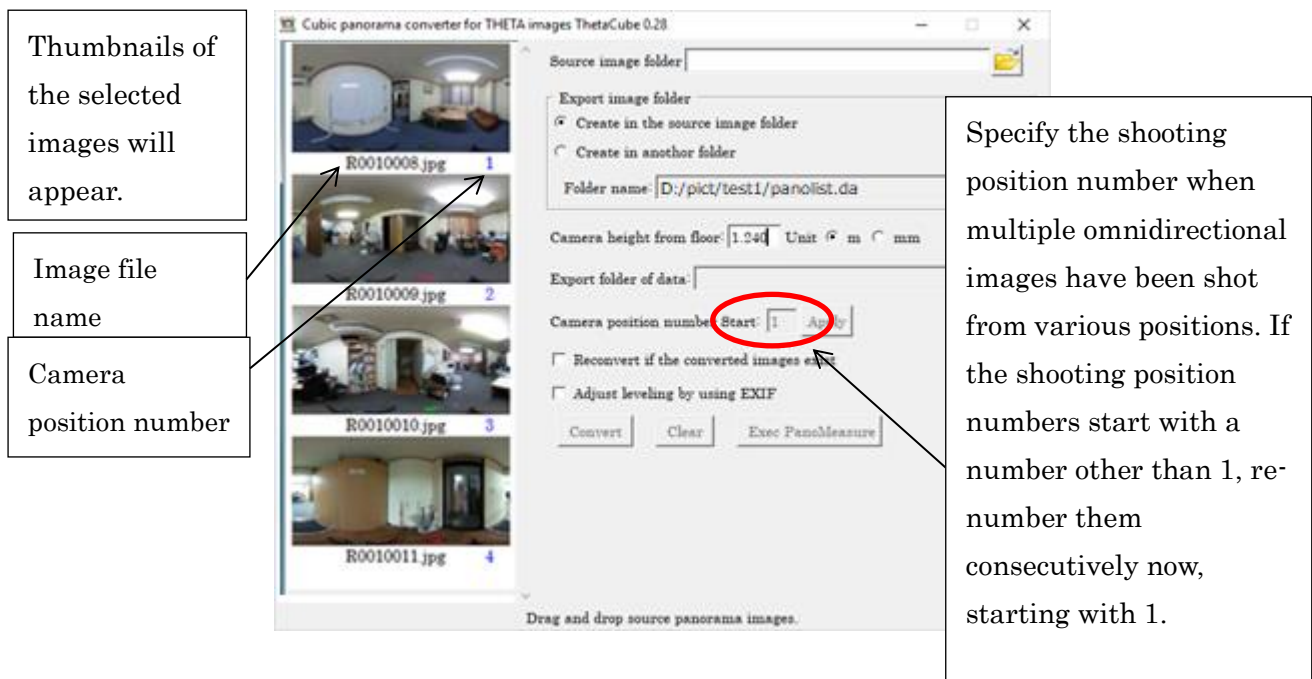 Thumbnails of
the selected
images will
appear.
Image file
name
Camera
position number
Cubic panorama converter for THETA images ThetaCube 0.28
R0010008.jpg 1
R0010009.jpg 2
R0010010.jpg 3
R0010011.jpg 4
Source image folder
Export image folder
Create in the source image folder
Create in anothor folder
Folder name: D:/pict/test1/panolist.da
Camera height from floor: 1.240 Unit m mm
Export folder of data:
Camera position number Start: 1 Apply
Reconvert if the converted images exist
Adjust leveling by using EXIF
Convert Clear Exec PanoMeasure
Drag and drop source panorama images.
Specify the shooting
position number when
multiple omnidirectional
images have been shot
from various positions. If
the shooting position
numbers start with a
number other than 1, re-
number them
consecutively now,
starting with 1.